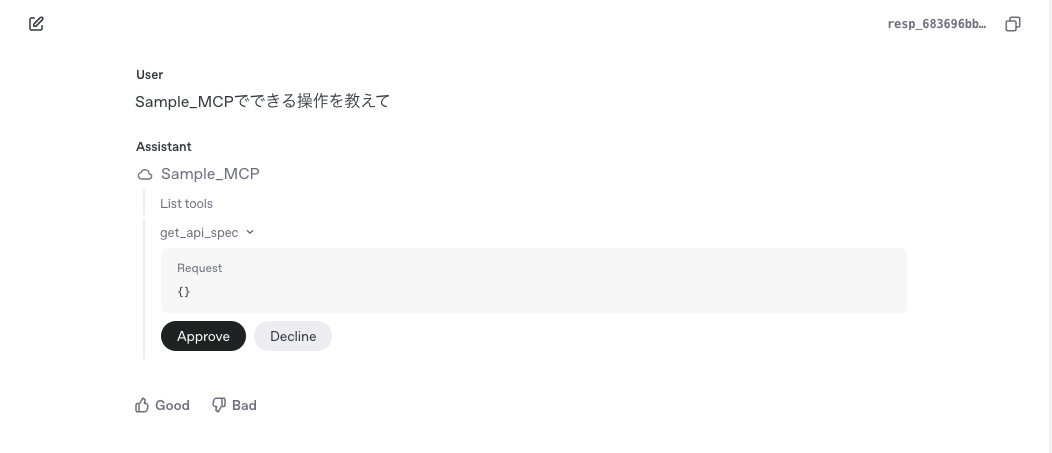 resp_683696bb…
User
Sample_MCPでできる操作を教えて
Assistant
Sample_MCP
List tools
get_api_spec
Request
{}
Approve Decline
Good Bad